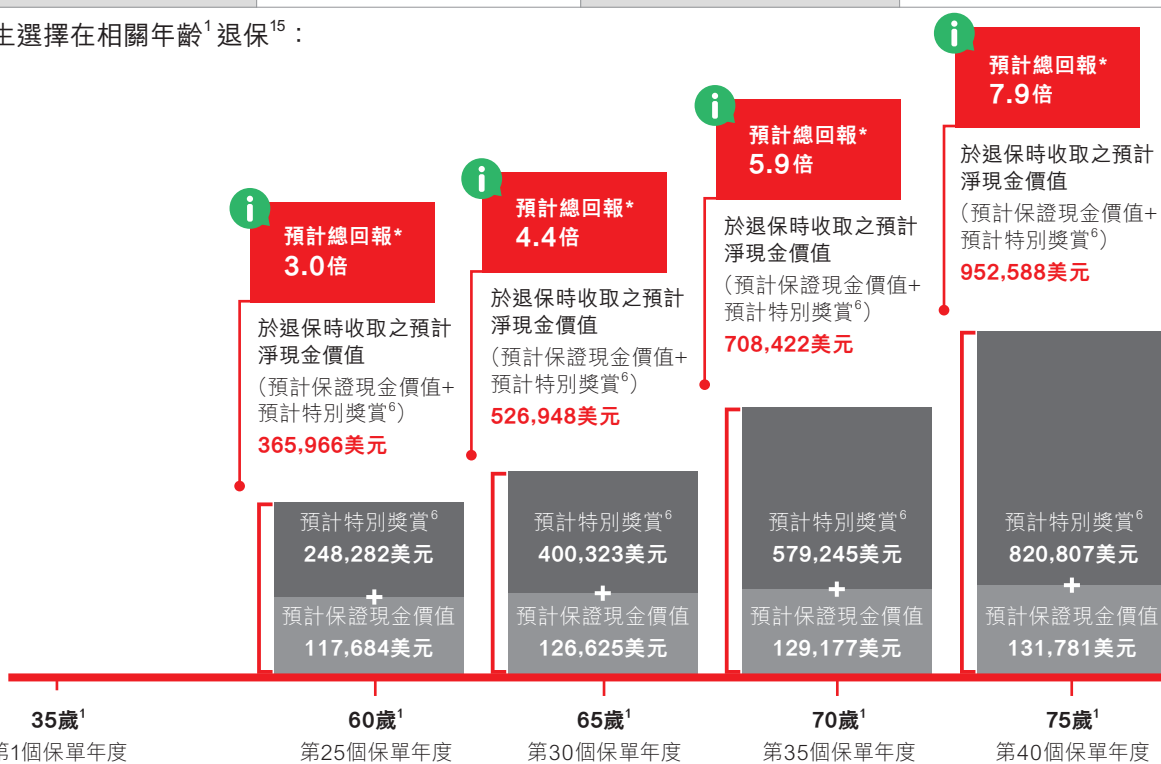 生選擇在相關年齡¹退保¹⁵：
預計總回報*
3.0倍
於退保時收取之預計
淨現金價值
（預計保證現金價值+
預計特別獎賞⁶）
365,966美元
預計特別獎賞⁶
248,282美元
+
預計保證現金價值
117,684美元
預計總回報*
4.4倍
於退保時收取之預計
淨現金價值
（預計保證現金價值+
預計特別獎賞⁶）
526,948美元
預計特別獎賞⁶
400,323美元
+
預計保證現金價值
126,625美元
預計總回報*
5.9倍
於退保時收取之預計
淨現金價值
（預計保證現金價值+
預計特別獎賞⁶）
708,422美元
預計特別獎賞⁶
579,245美元
+
預計保證現金價值
129,177美元
預計總回報*
7.9倍
於退保時收取之預計
淨現金價值
（預計保證現金價值+
預計特別獎賞⁶）
952,588美元
預計特別獎賞⁶
820,807美元
+
預計保證現金價值
131,781美元
35歲¹
第1個保單年度
60歲¹
第25個保單年度
65歲¹
第30個保單年度
70歲¹
第35個保單年度
75歲¹
第40個保單年度